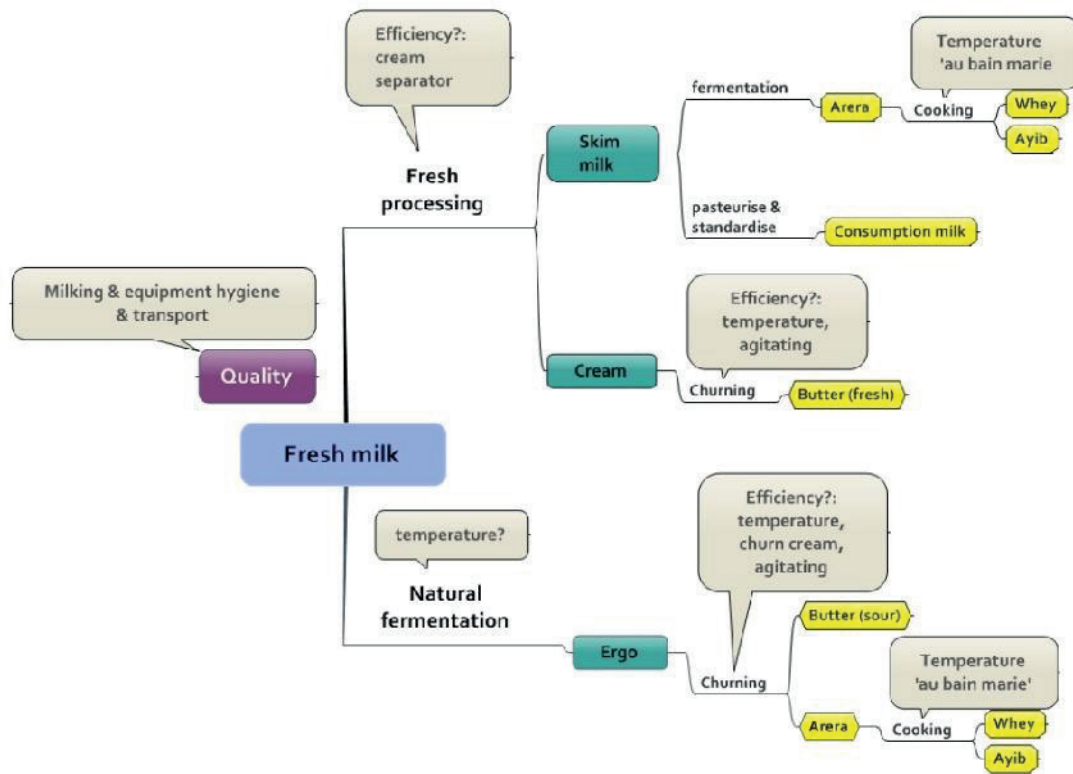 Efficiency?:
cream
separator
Temperature
'au bain marie
fermentation
Arera
Cooking
Whey
Ayib
Skim
milk
Fresh
processing
pasteurise &
standardise
Consumption milk
Milking & equipment hygiene
& transport
Quality
Efficiency?:
temperature,
agitating
Cream
Churning
Butter (fresh)
Fresh milk
temperature?
Natural
fermentation
Efficiency?:
temperature,
churn cream,
agitating
Ergo
Churning
Butter (sour)
Temperature
'au bain marie'
Arera
Cooking
Whey
Ayib